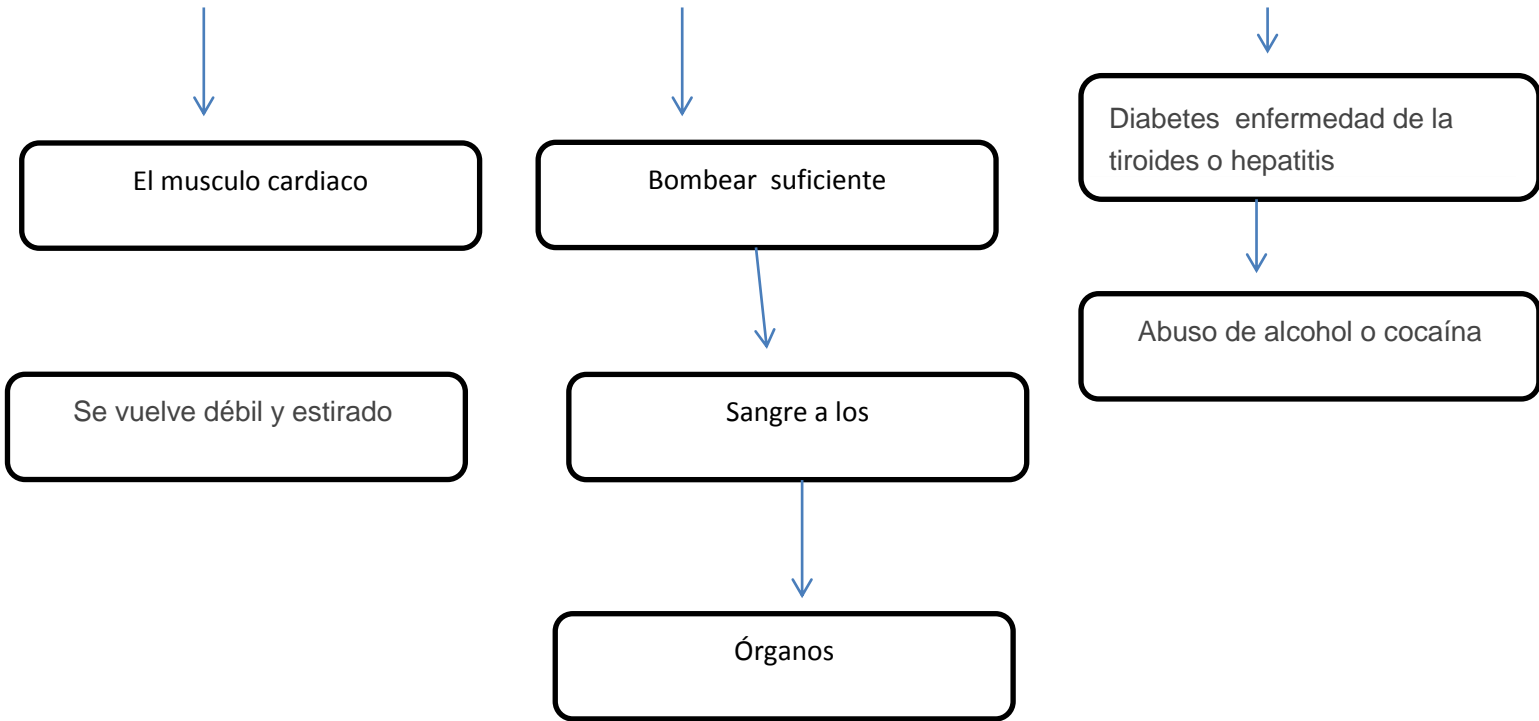 El musculo cardiaco
Se vuelve débil y estirado
Bombear  suficiente
Sangre a los
Órganos
Diabetes  enfermedad de la
tiroides o hepatitis
Abuso de alcohol o cocaína